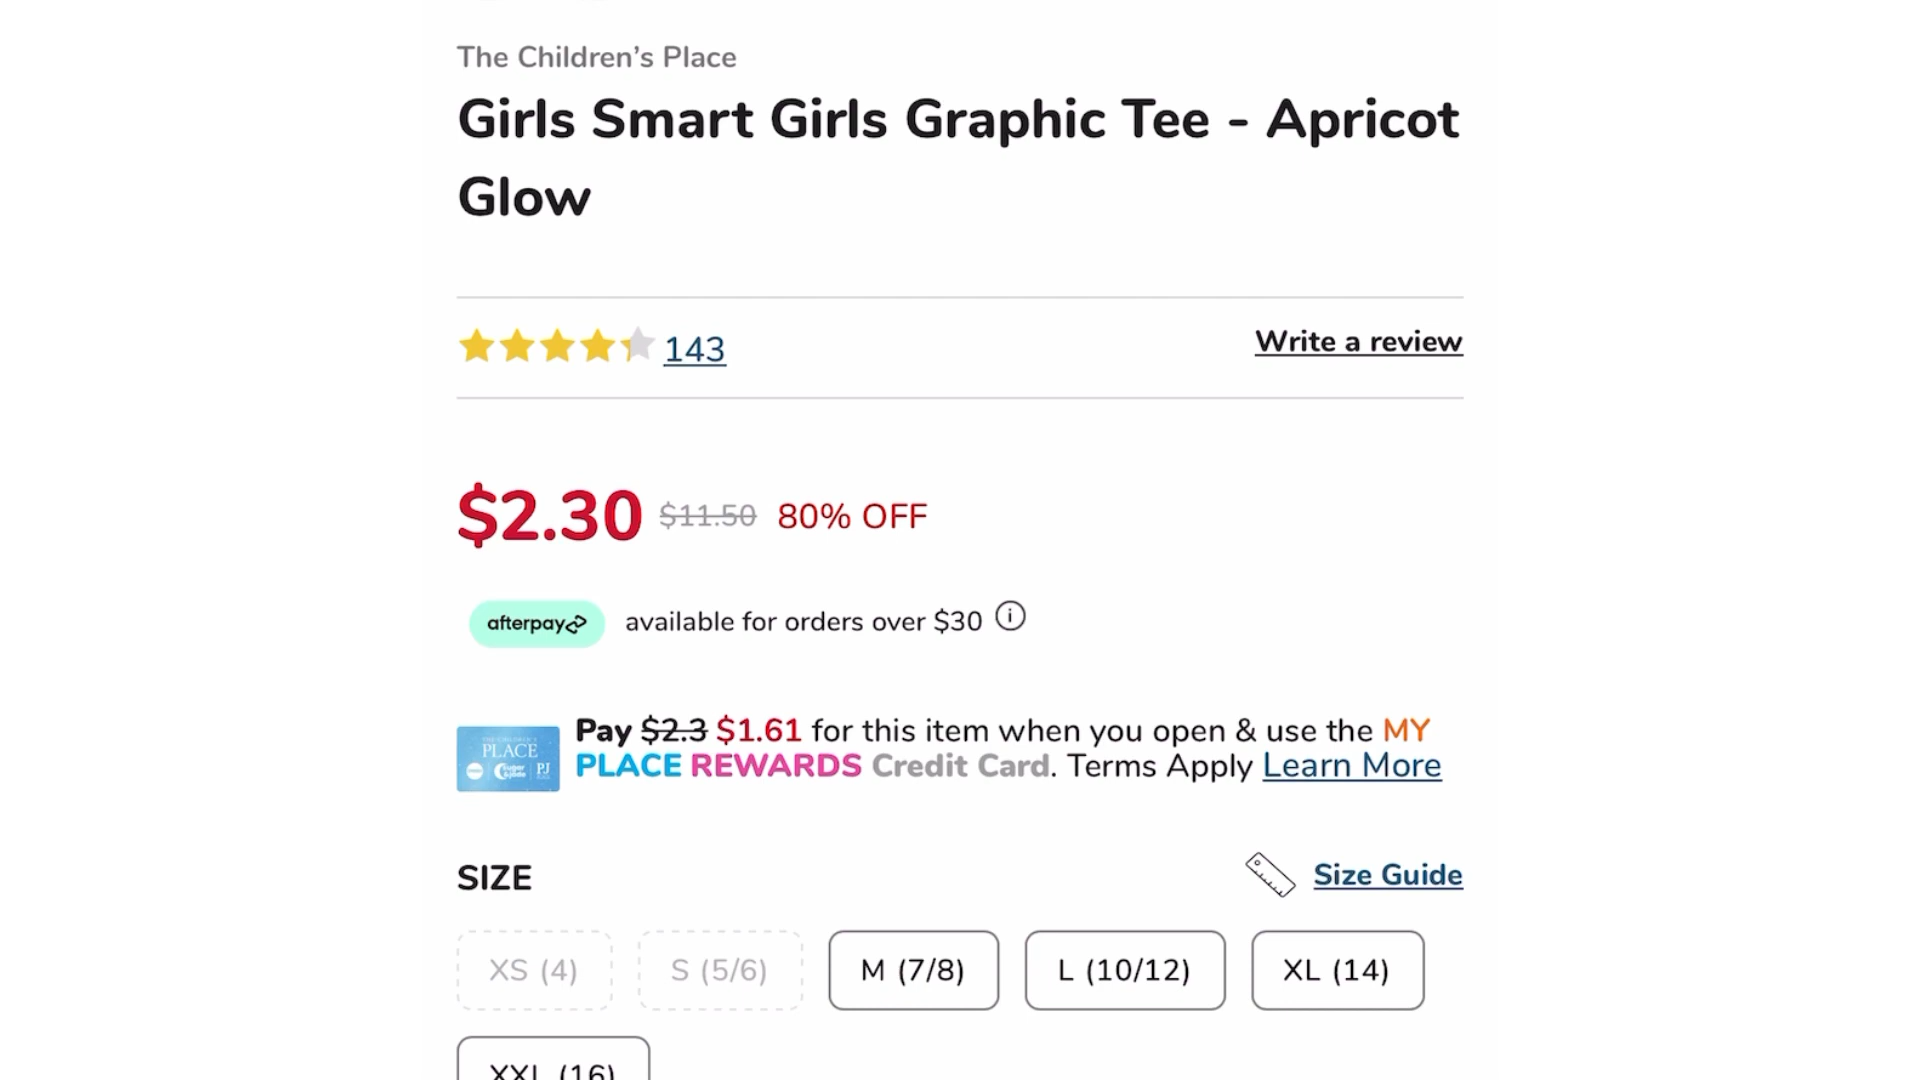 The Children's Place
Girls Smart Girls Graphic Tee - Apricot
Glow
143
Write a review
$2.30 $11.50 80% OFF
afterpay available for orders over $30
Pay $2.3 $1.61 for this item when you open & use the MY
PLACE REWARDS Credit Card. Terms Apply Learn More
PLACE
PJ
SIZE
Size Guide
XS (4) S (5/6) M (7/8) L (10/12) XL (14)
XXL (16)